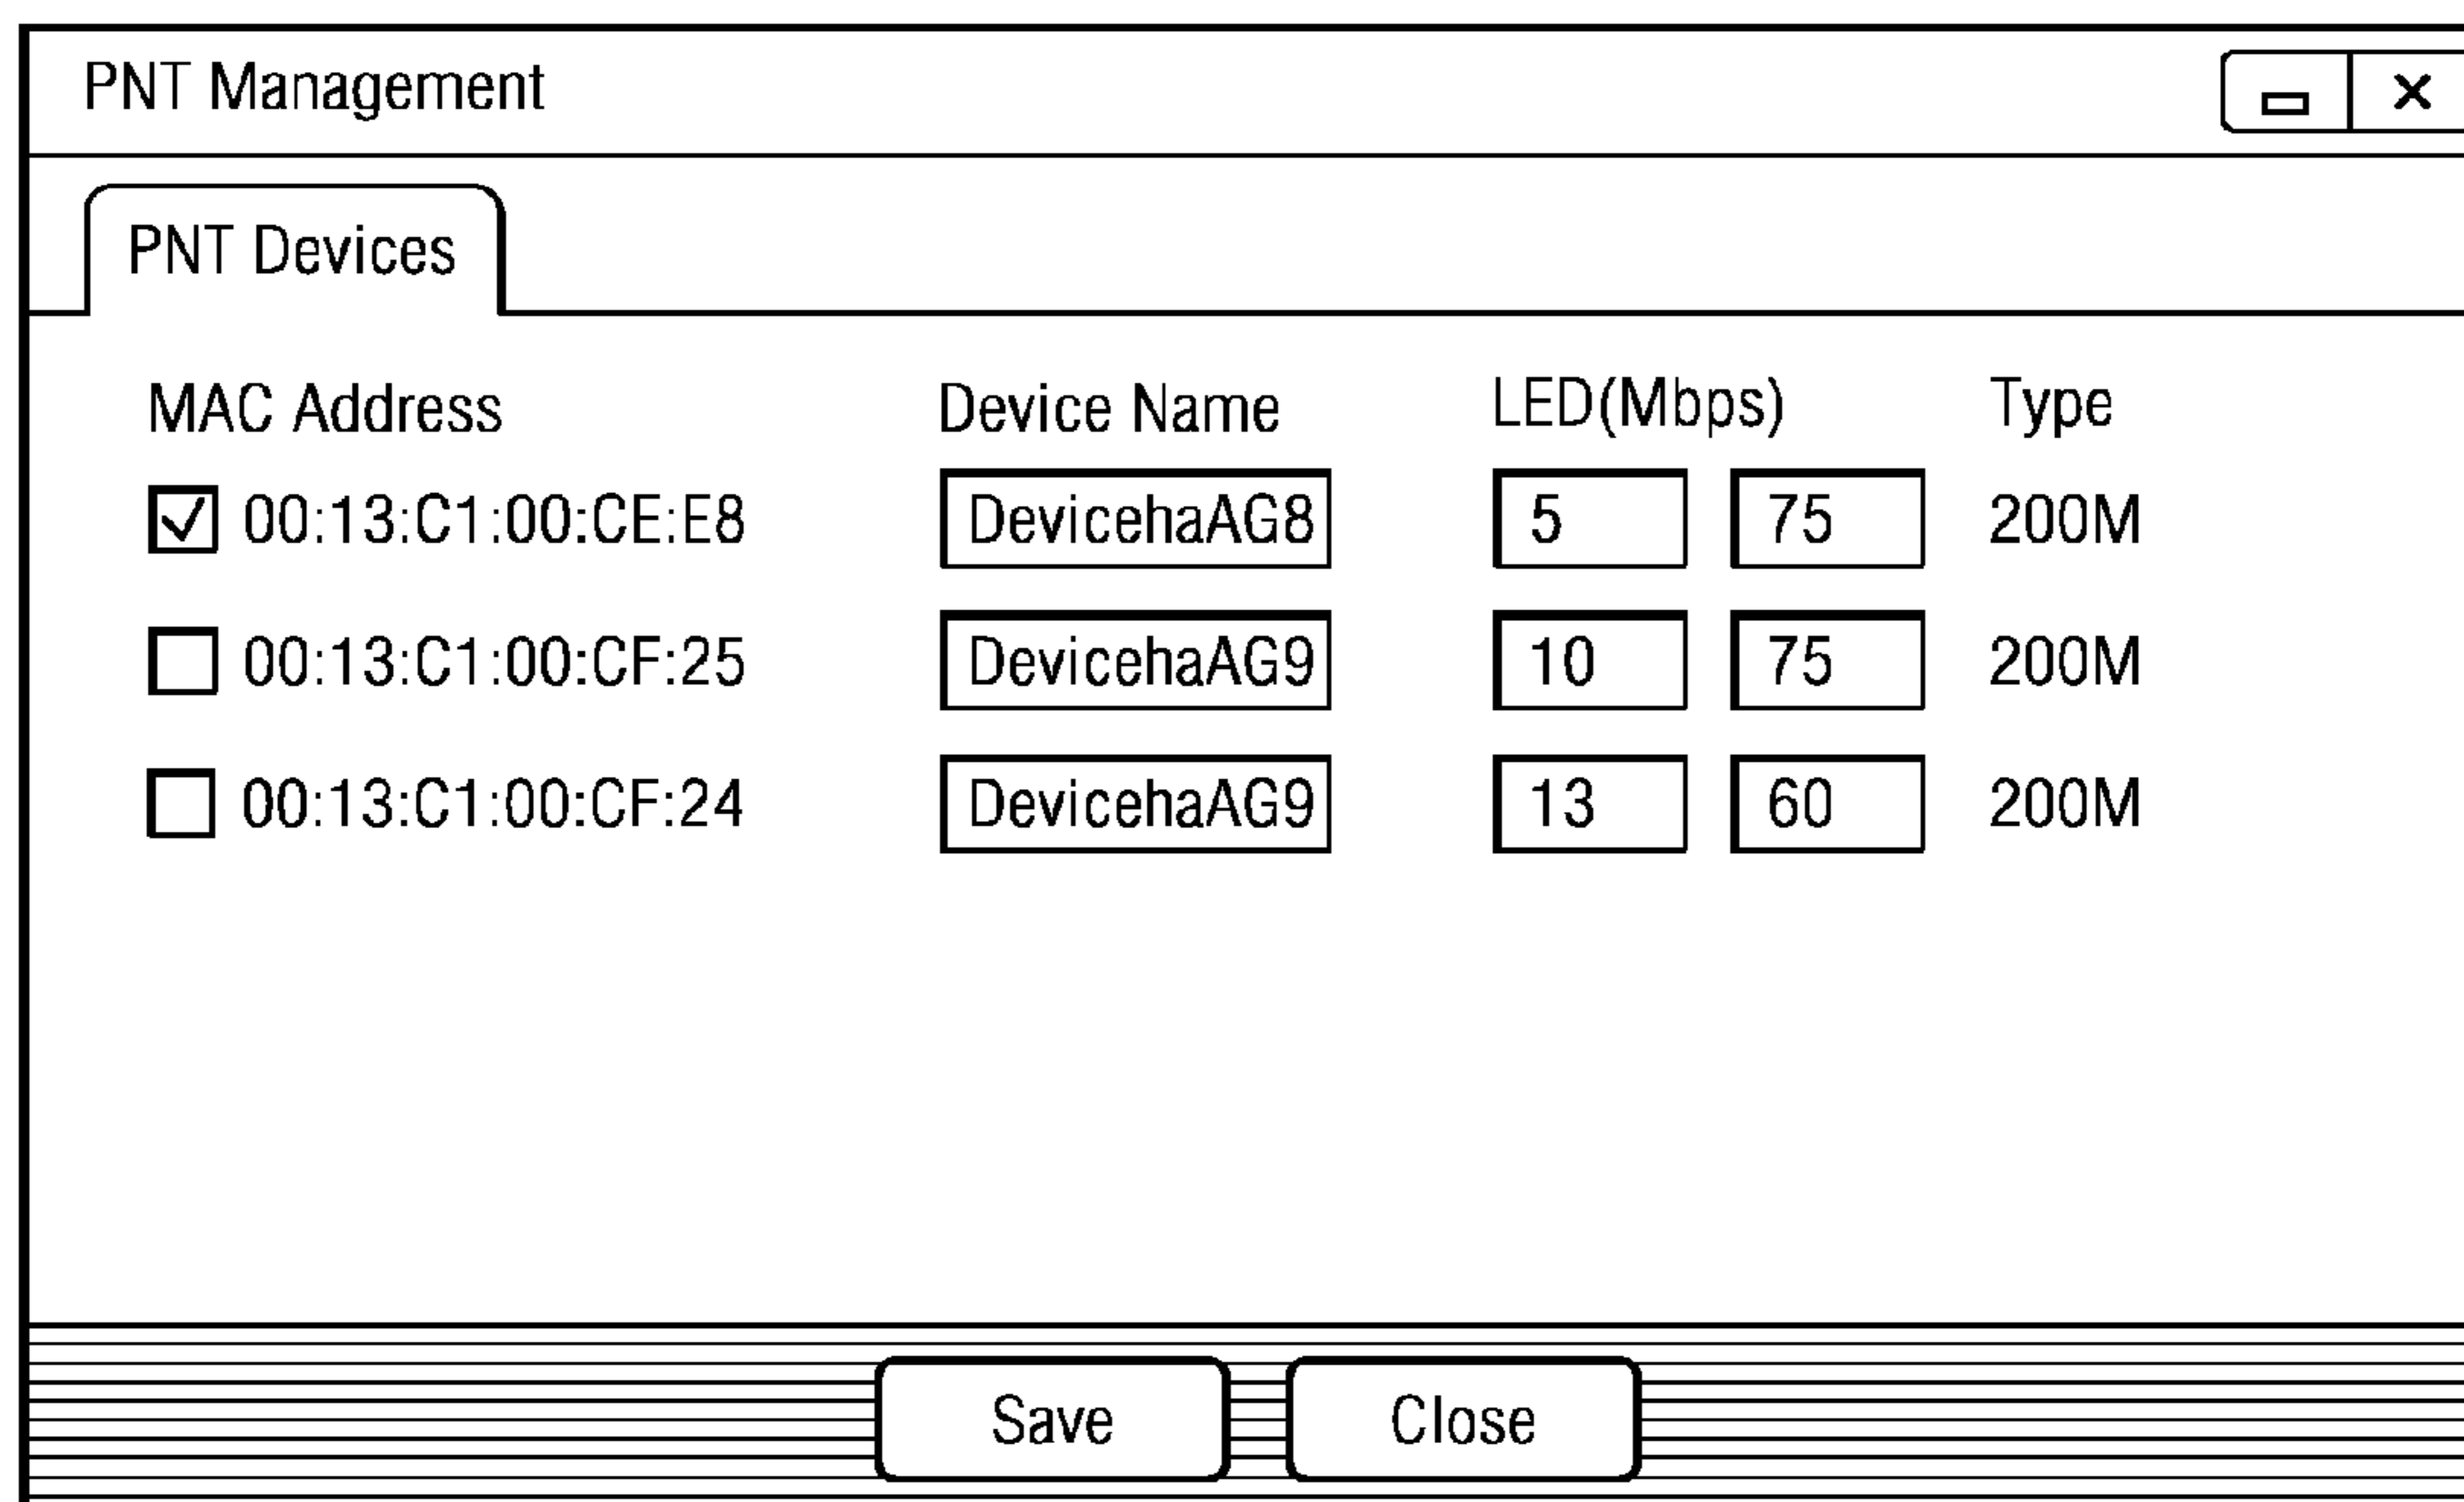 PNT Management
PNT Devices
MAC Address Device Name LED(Mbps) Type
00:13:C1:00:CE:E8 DevicehaAG8 5 75 200M
00:13:C1:00:CF:25 DevicehaAG9 10 75 200M
00:13:C1:00:CF:24 DevicehaAG9 13 60 200M
Save Close